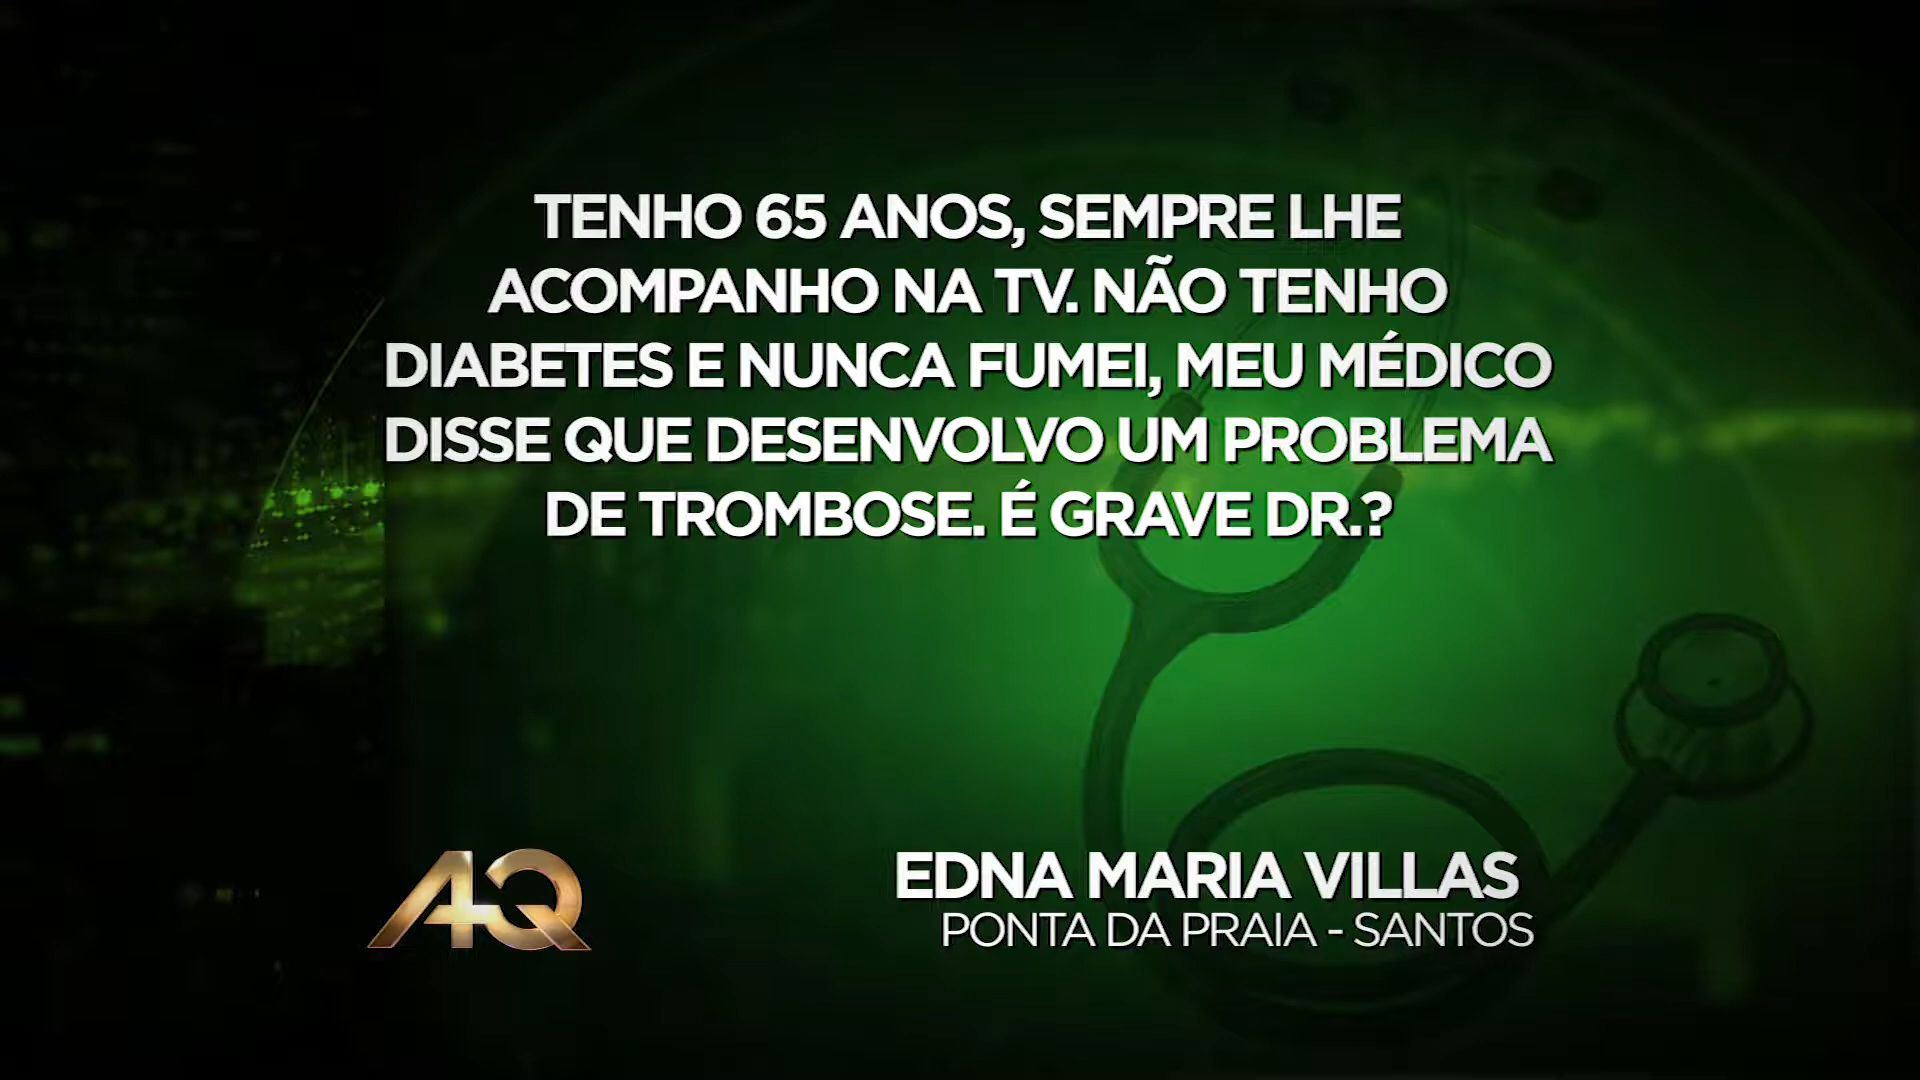 TENHO 65 ANOS, SEMPRE LHE
ACOMPANHO NA TV. NÃO TENHO
DIABETES E NUNCA FUMEI, MEU MÉDICO
DISSE QUE DESENVOLVO UM PROBLEMA
DE TROMBOSE. É GRAVE DR.?
AQ
EDNA MARIA VILLAS
PONTA DA PRAIA - SANTOS